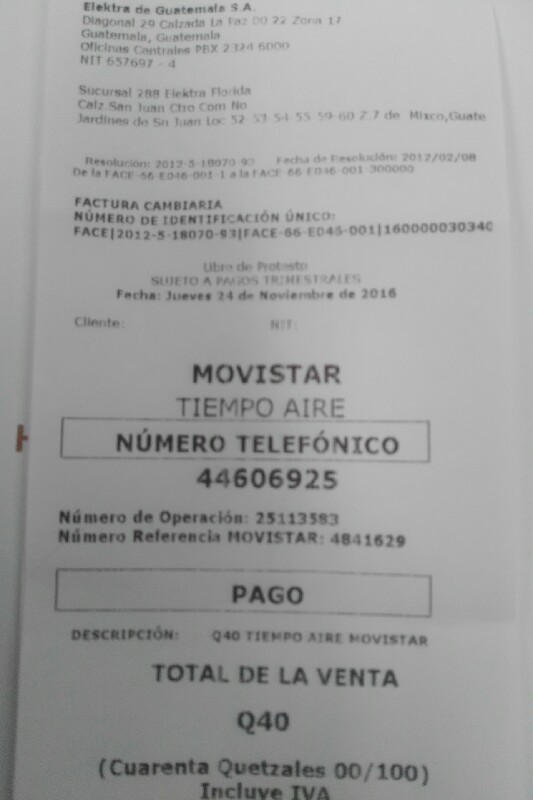 Elektra de Guatemala S.A.
Diagonal 29 Calzada La Paz D0 22 Zona 17
Guatemala, Guatemala
Oficinas Centrales PBX 2324 6000
NIT 657697 - 4
Sucursal 288 Elektra Florida
Calz San Juan Ctro Com No
Jardines de Sn Juan Loc 52 53 54 55 59-60 Z.7 de Mixco,Guate
Resolución: 2012-5-18070-93 Fecha de Resolución: 2012/02/08
De la FACE-66-E046-001-1 a la FACE-66-E046-001-300000
FACTURA CAMBIARIA
NÚMERO DE IDENTIFICACIÓN ÚNICO:
FACE|2012-5-18070-93|FACE-66-E046-001|160000030340
Libre de Protesto
SUJETO A PAGOS TRIMESTRALES
Fecha: Jueves 24 de Noviembre de 2016
Cliente: NIT:
MOVISTAR
TIEMPO AIRE
NÚMERO TELEFÓNICO
44606925
Número de Operación: 25113583
Número Referencia MOVISTAR: 4841629
PAGO
DESCRIPCIÓN: Q40 TIEMPO AIRE MOVISTAR
TOTAL DE LA VENTA
Q40
(Cuarenta Quetzales 00/100)
Incluye IVA